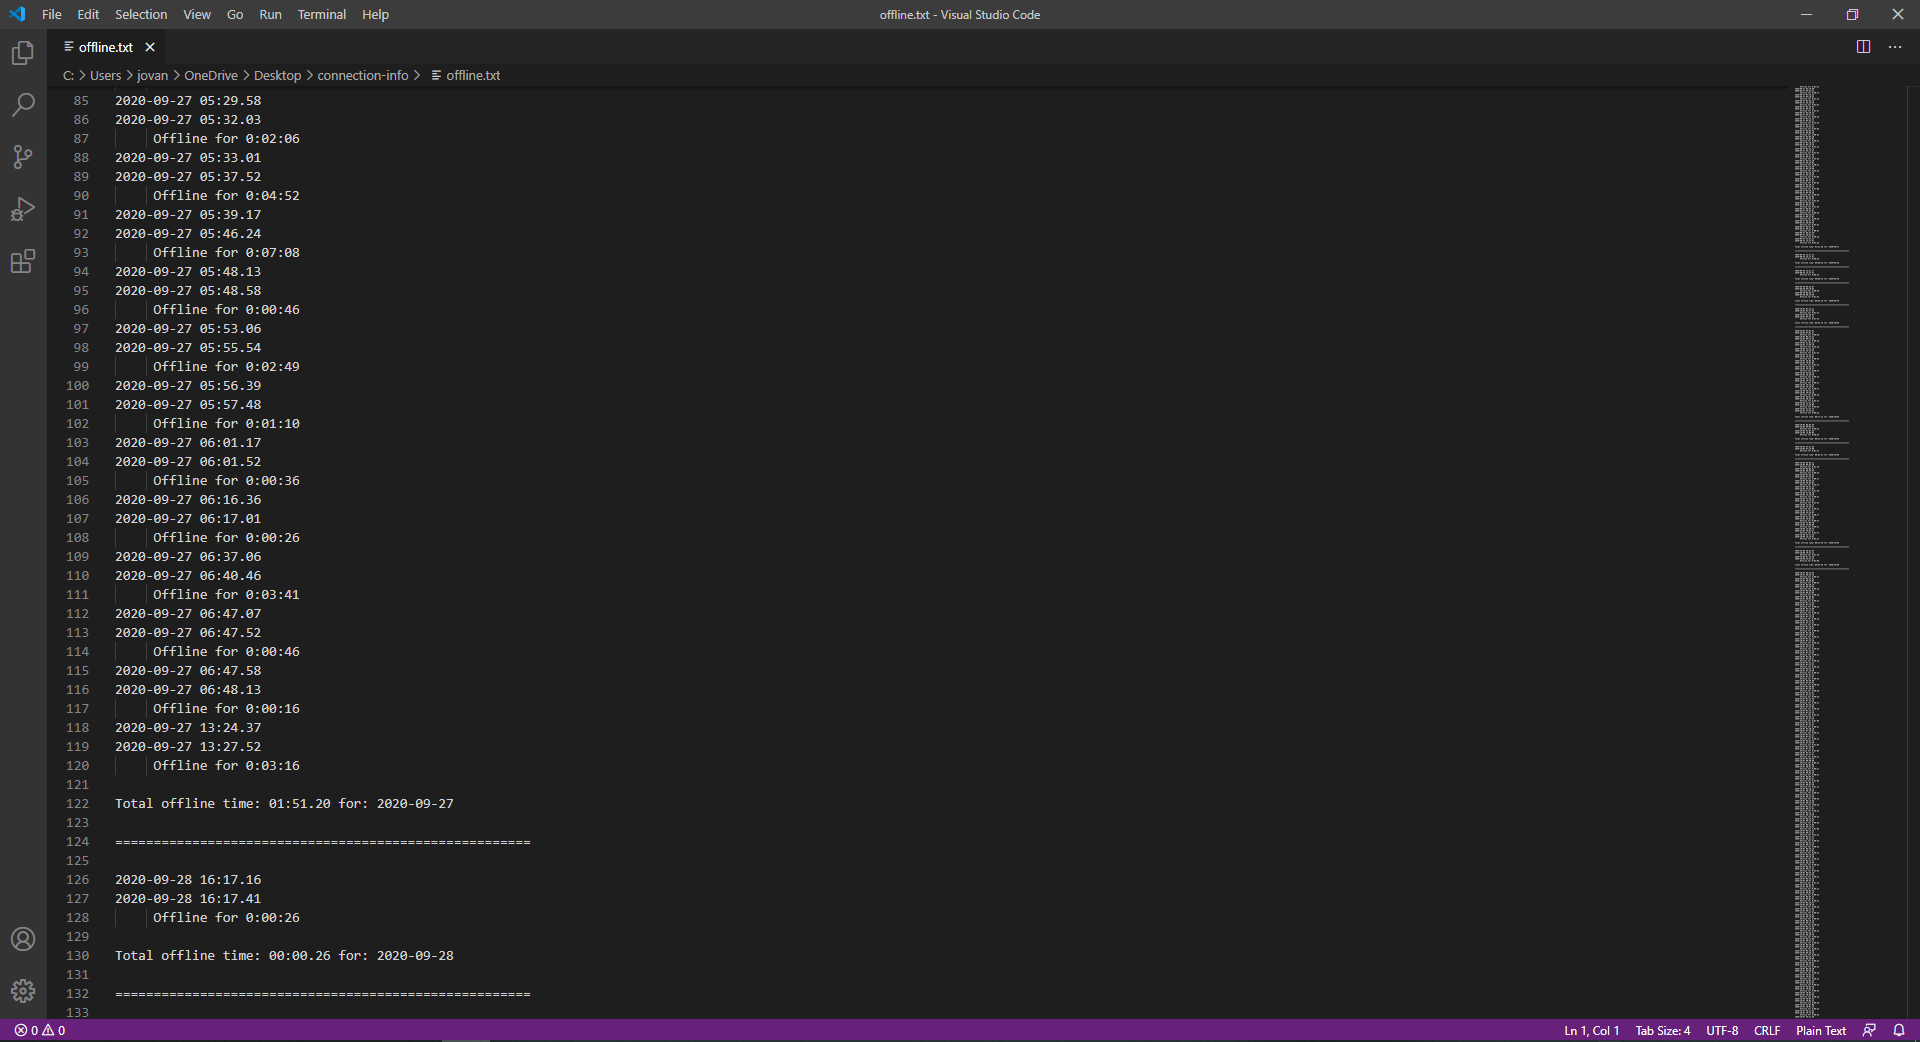 File Edit Selection View Go Run Terminal Help offline.txt - Visual Studio Code
offline.txt
C: > Users > jovan > OneDrive > Desktop > connection-info > offline.txt
85 2020-09-27 05:29.58
86 2020-09-27 05:32.03
87 Offline for 0:02:06
88 2020-09-27 05:33.01
89 2020-09-27 05:37.52
90 Offline for 0:04:52
91 2020-09-27 05:39.17
92 2020-09-27 05:46.24
93 Offline for 0:07:08
94 2020-09-27 05:48.13
95 2020-09-27 05:48.58
96 Offline for 0:00:46
97 2020-09-27 05:53.06
98 2020-09-27 05:55.54
99 Offline for 0:02:49
100 2020-09-27 05:56.39
101 2020-09-27 05:57.48
102 Offline for 0:01:10
103 2020-09-27 06:01.17
104 2020-09-27 06:01.52
105 Offline for 0:00:36
106 2020-09-27 06:16.36
107 2020-09-27 06:17.01
108 Offline for 0:00:26
109 2020-09-27 06:37.06
110 2020-09-27 06:40.46
111 Offline for 0:03:41
112 2020-09-27 06:47.07
113 2020-09-27 06:47.52
114 Offline for 0:00:46
115 2020-09-27 06:47.58
116 2020-09-27 06:48.13
117 Offline for 0:00:16
118 2020-09-27 13:24.37
119 2020-09-27 13:27.52
120 Offline for 0:03:16
121
122 Total offline time: 01:51.20 for: 2020-09-27
123
124 ======================================================
125
126 2020-09-28 16:17.16
127 2020-09-28 16:17.41
128 Offline for 0:00:26
129
130 Total offline time: 00:00.26 for: 2020-09-28
131
132 ======================================================
133
0 0 Ln 1, Col 1 Tab Size: 4 UTF-8 CRLF Plain Text